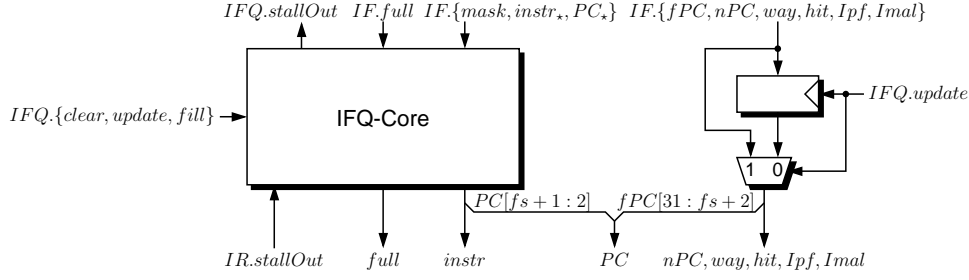 IFQ.stallOut
IF.full
IF.{mask, instr⋆, PC⋆}
IF.{fPC, nPC, way, hit, Ipf, Imal}
IFQ.{clear, update, fill}
IFQ-Core
IFQ.update
1 0
PC[fs + 1 : 2]
fPC[31 : fs + 2]
IR.stallOut
full
instr
PC
nPC, way, hit, Ipf, Imal